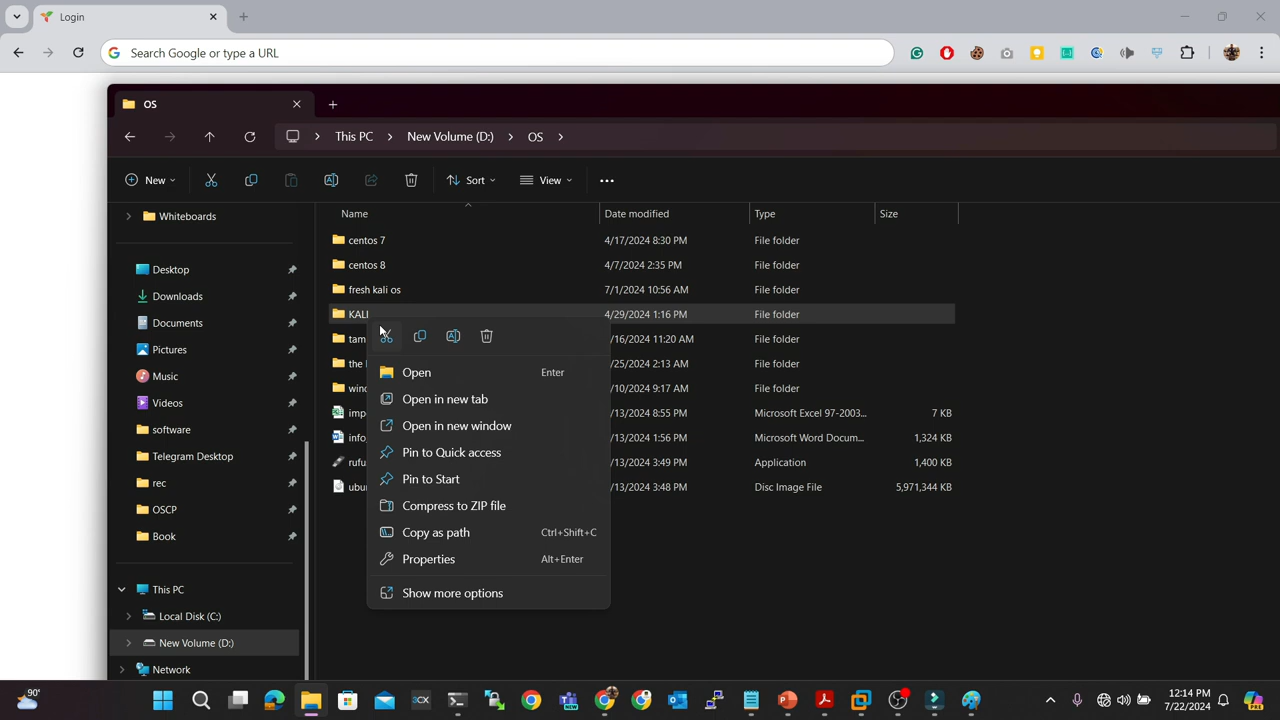 Login
Search Google or type a URL
OS
This PC > New Volume (D:) > OS >
New Sort View
Name Date modified Type Size
Whiteboards
Desktop
Downloads
Documents
Pictures
Music
Videos
software
Telegram Desktop
rec
OSCP
Book
This PC
Local Disk (C:)
New Volume (D:)
Network
centos 7 4/17/2024 8:30 PM File folder
centos 8 4/7/2024 2:35 PM File folder
fresh kali os 7/1/2024 10:56 AM File folder
KALI 4/29/2024 1:16 PM File folder
tam /16/2024 11:20 AM File folder
the /25/2024 2:13 AM File folder
wind /10/2024 9:17 AM File folder
imp /13/2024 8:55 PM Microsoft Excel 97-2003... 7 KB
info /13/2024 1:56 PM Microsoft Word Docum... 1,324 KB
rufu /13/2024 3:49 PM Application 1,400 KB
ubu /13/2024 3:48 PM Disc Image File 5,971,344 KB
Open Enter
Open in new tab
Open in new window
Pin to Quick access
Pin to Start
Compress to ZIP file
Copy as path Ctrl+Shift+C
Properties Alt+Enter
Show more options
90°
12:14 PM
7/22/2024